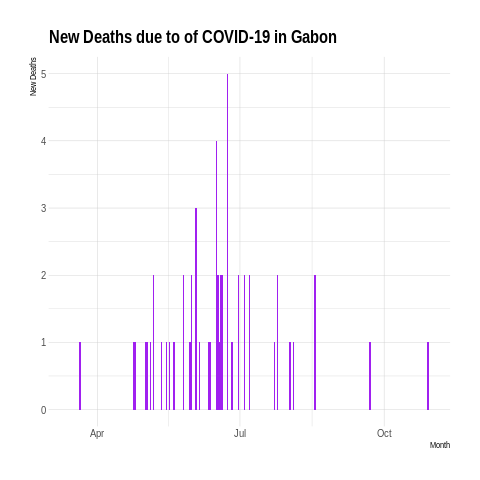 New Deaths due to of COVID-19 in Gabon
New Deaths
5
4
3
2
1
0
Apr
Jul
Oct
Month